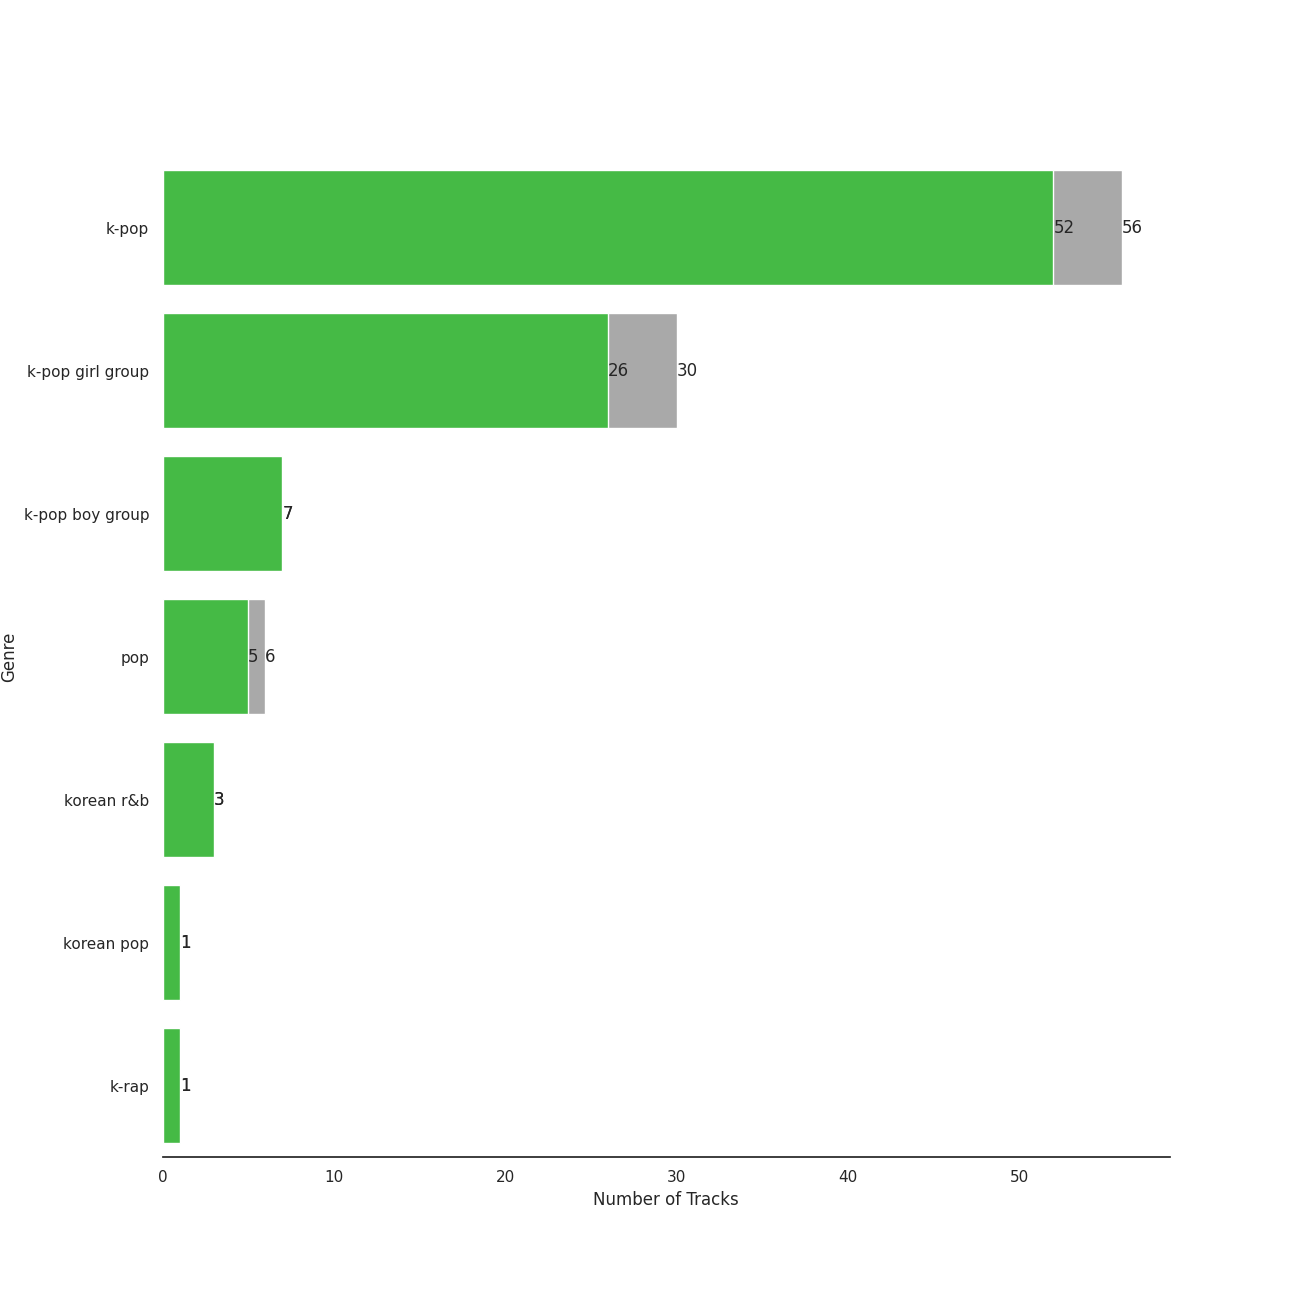 k-pop
52
56
k-pop girl group
26
30
k-pop boy group
7
pop
5
6
korean r&b
3
korean pop
1
k-rap
1
Genre
0 10 20 30 40 50
Number of Tracks